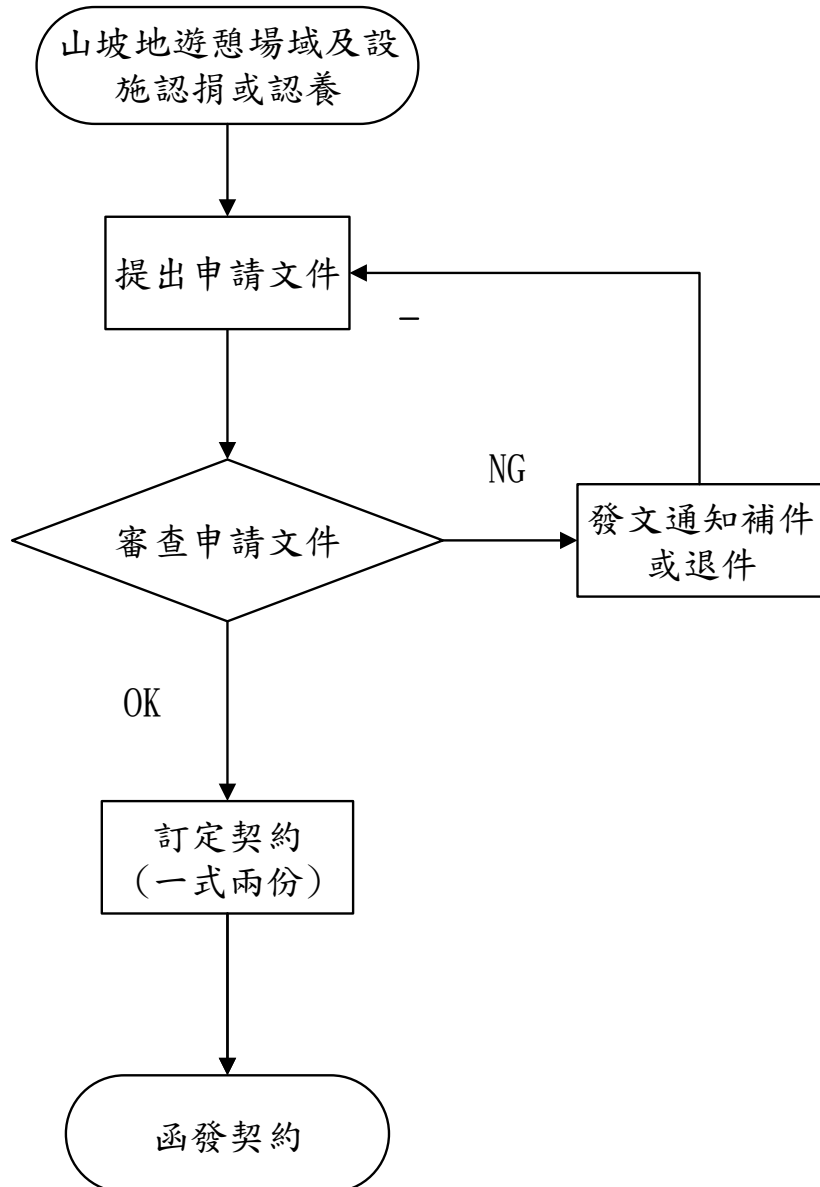 山坡地遊憩場域及設
施認捐或認養
提出申請文件
NG
審查申請文件
發文通知補件
或退件
OK
訂定契約
（一式兩份）
函發契約